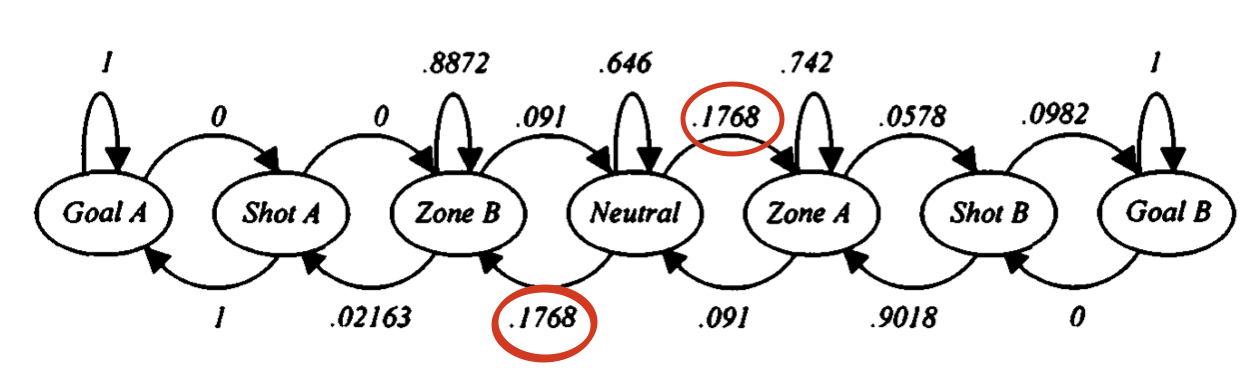 1 .8872 .646 .742 1
0 0 .091 .1768 .0578 .0982
Goal A Shot A Zone B Neutral Zone A Shot B Goal B
1 .02163 .1768 .091 .9018 0